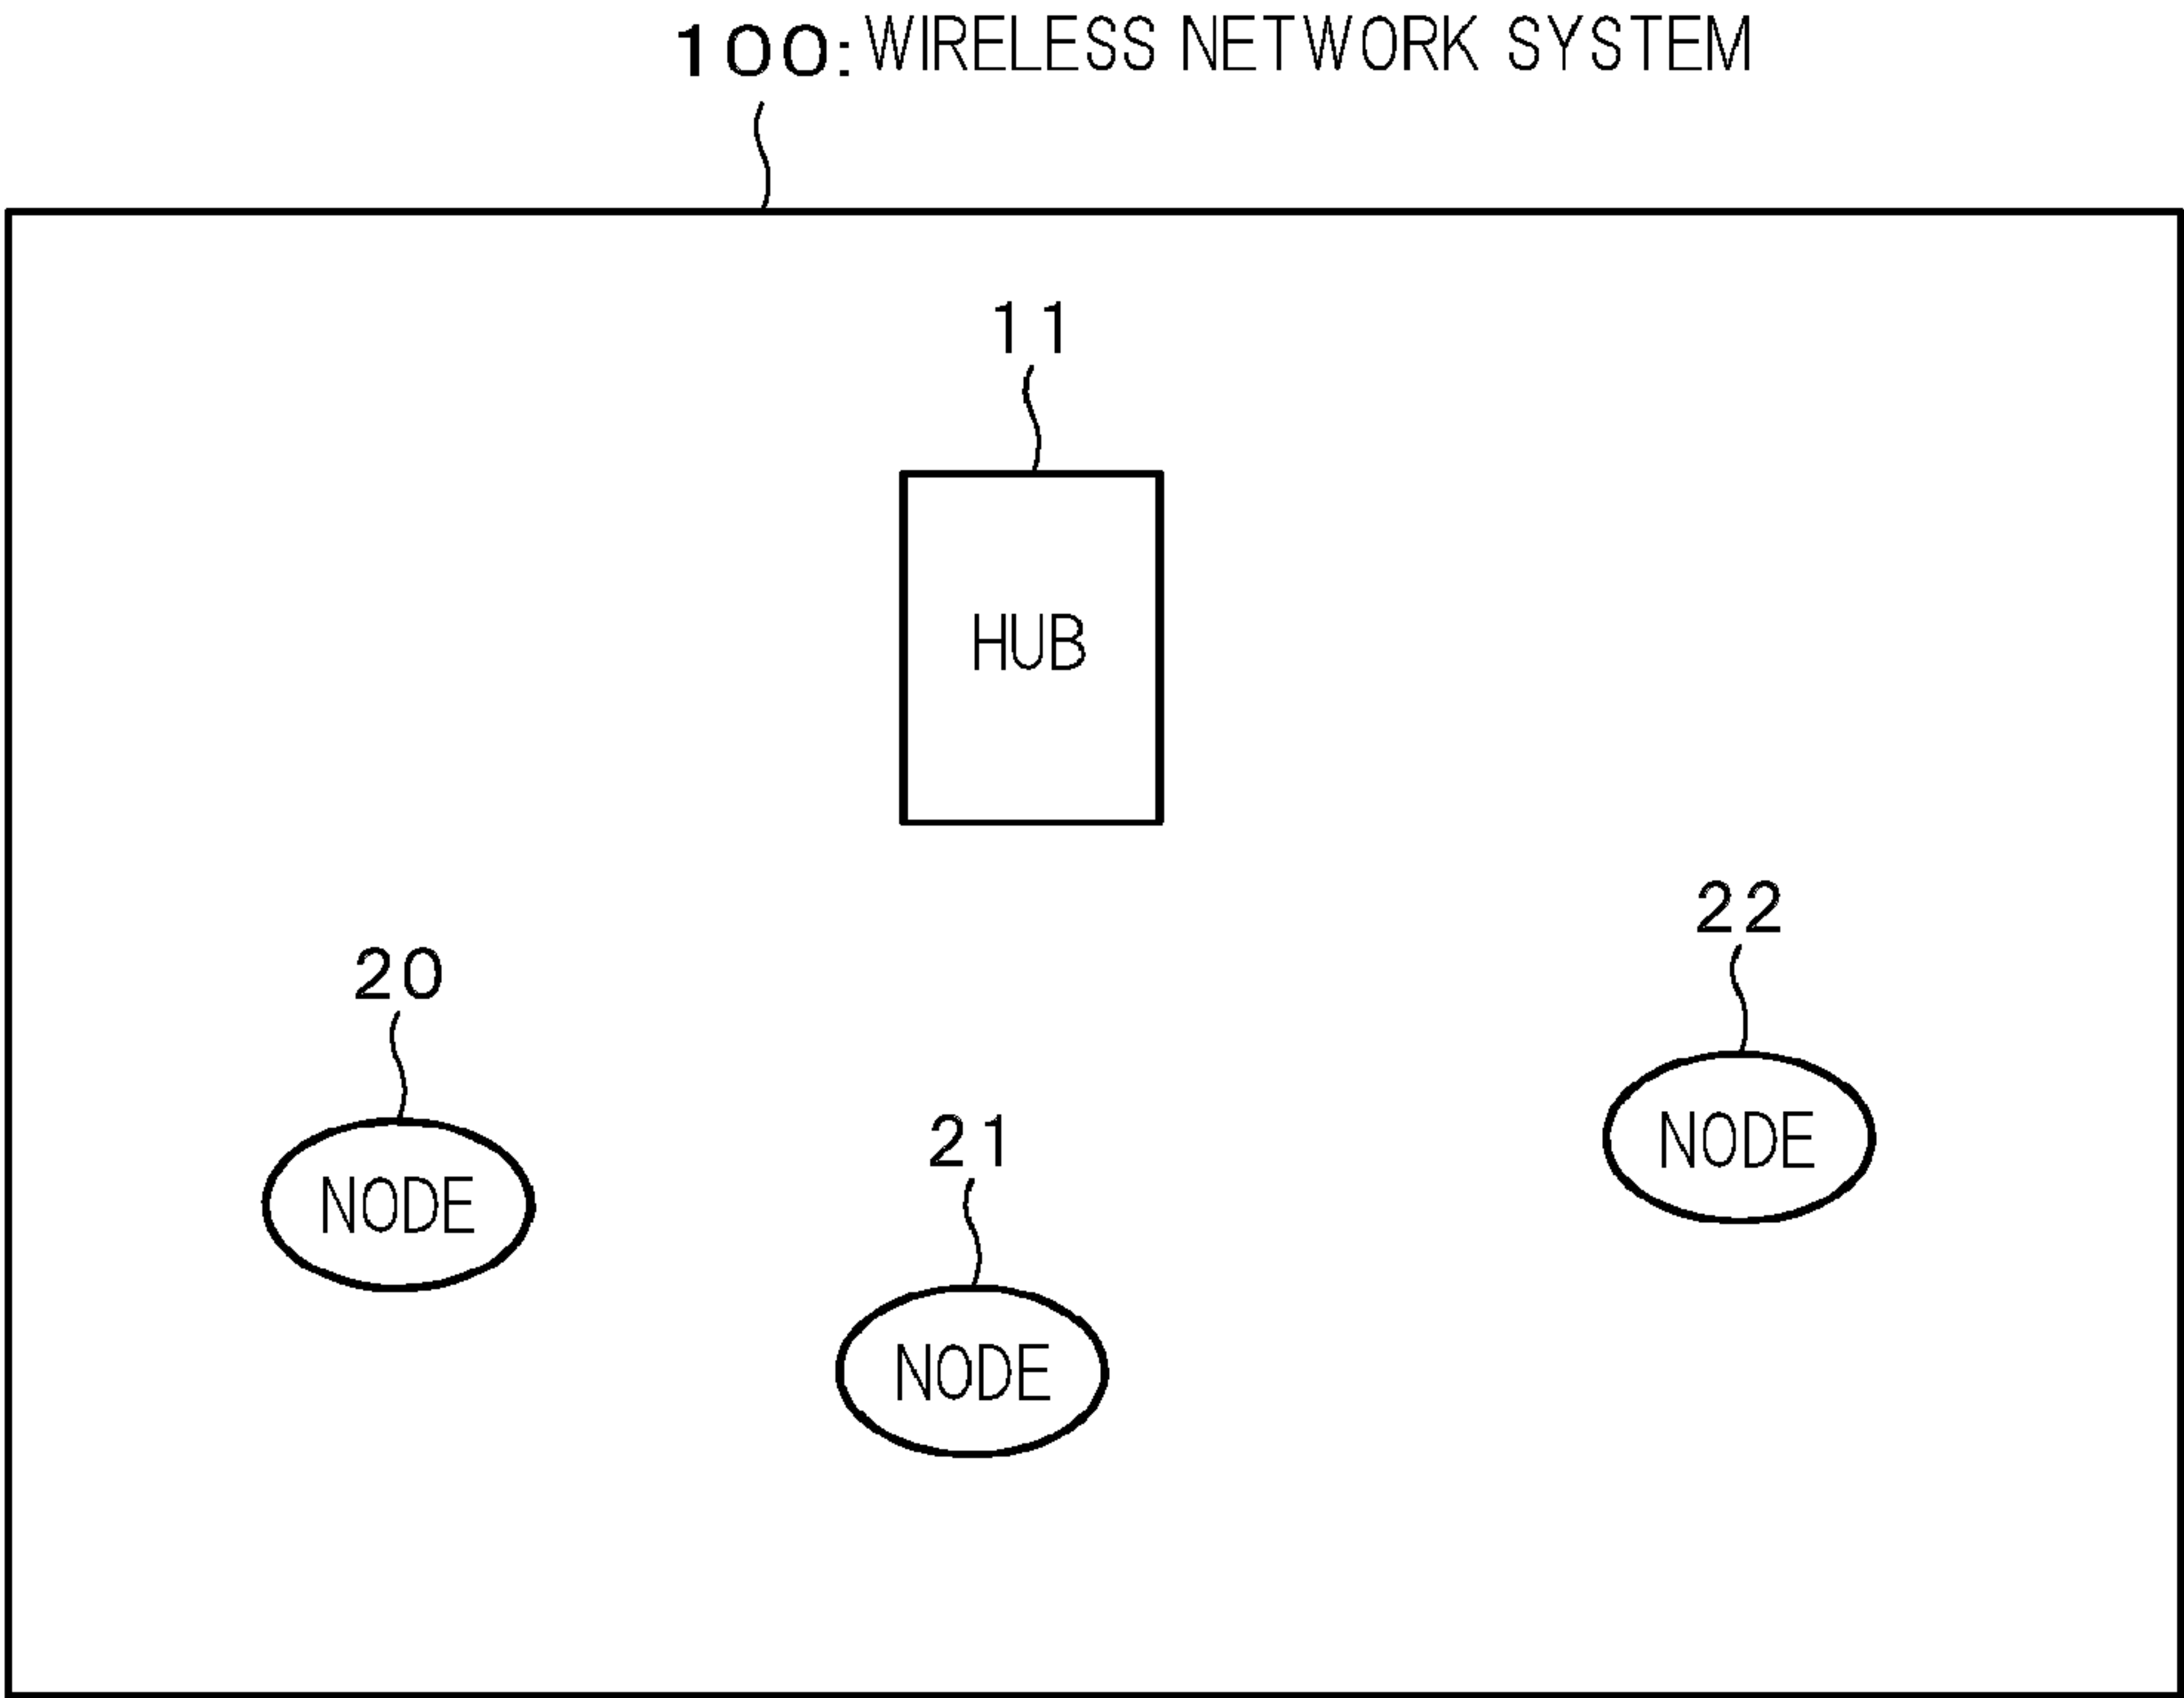 100: WIRELESS NETWORK SYSTEM
11
HUB
22
20
NODE
21
NODE
NODE